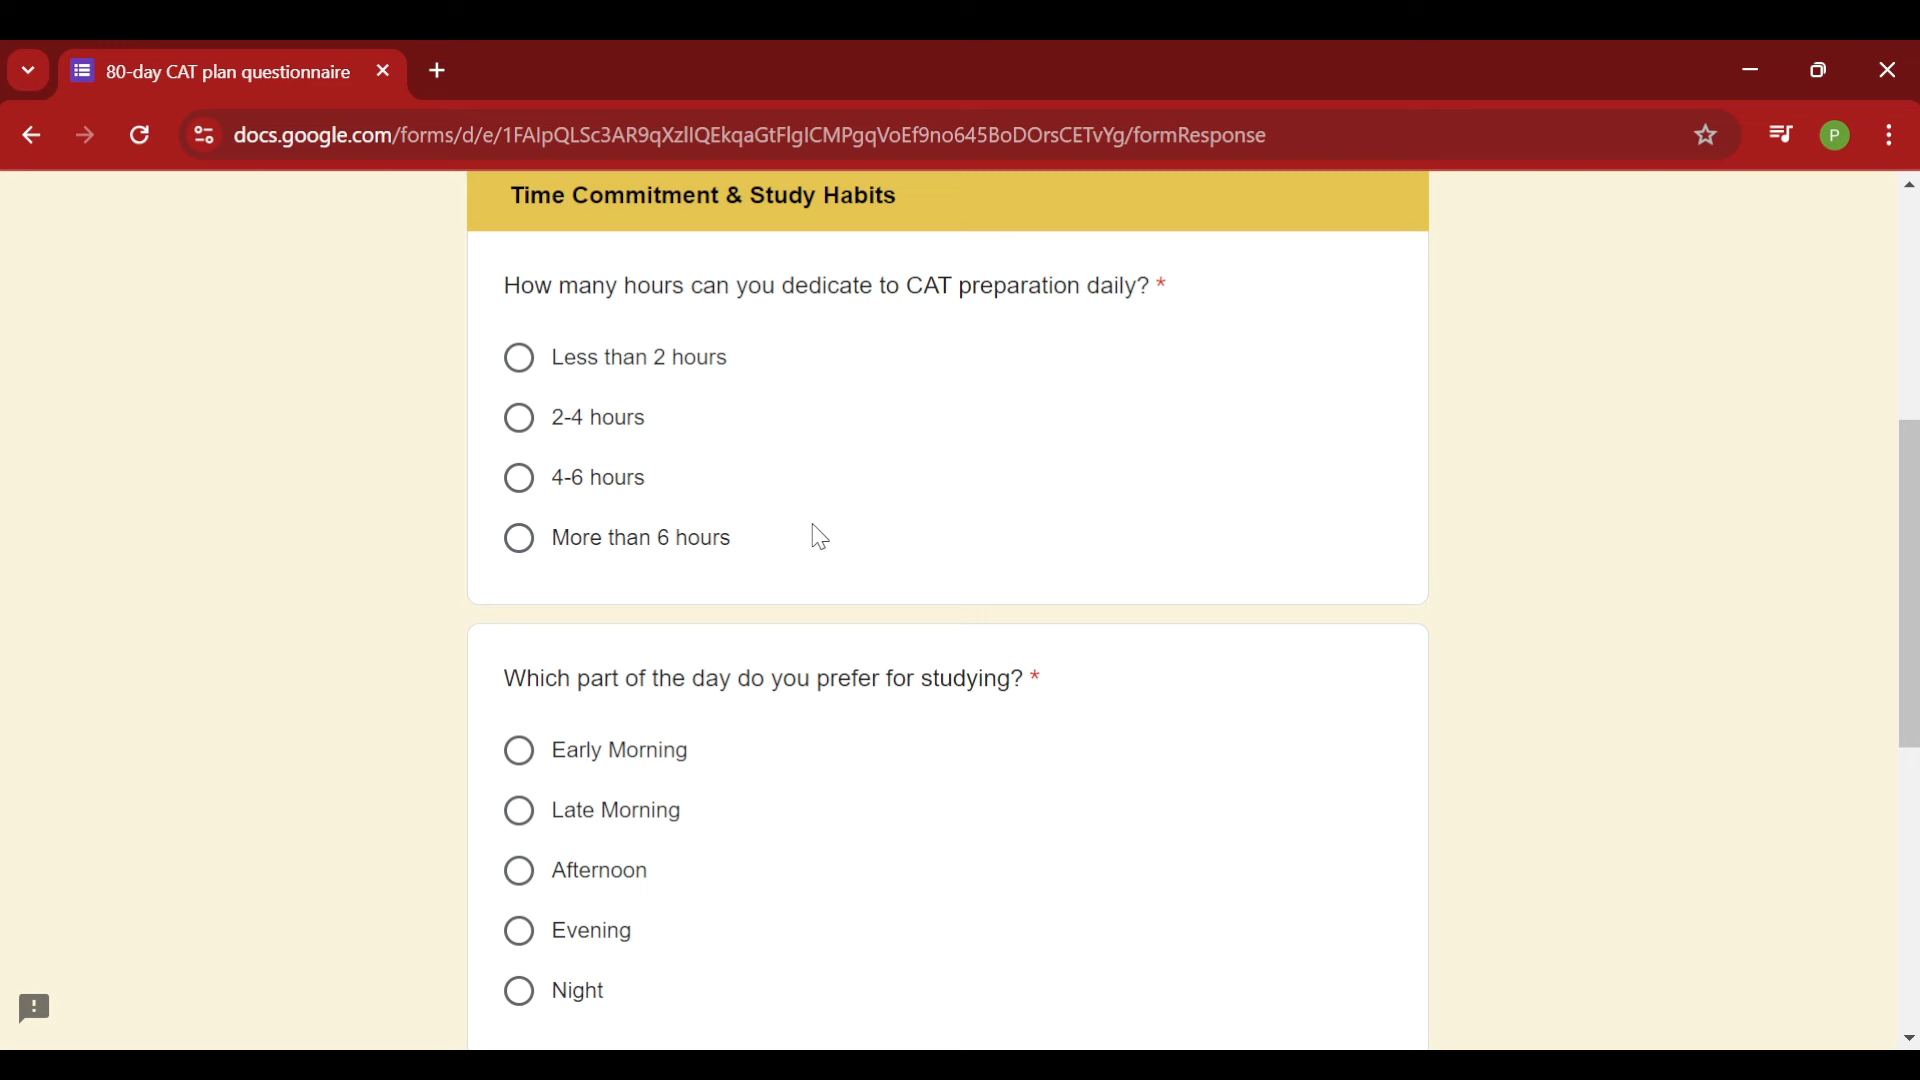 80-day CAT plan questionnaire
docs.google.com/forms/d/e/1FAIpQLSc3AR9qXzlIQEkqaGtFlgICMPgqVoEf9no645BoDOrsCETvYg/formResponse
P
Time Commitment & Study Habits
How many hours can you dedicate to CAT preparation daily? *
Less than 2 hours
2-4 hours
4-6 hours
More than 6 hours
Which part of the day do you prefer for studying? *
Early Morning
Late Morning
Afternoon
Evening
Night